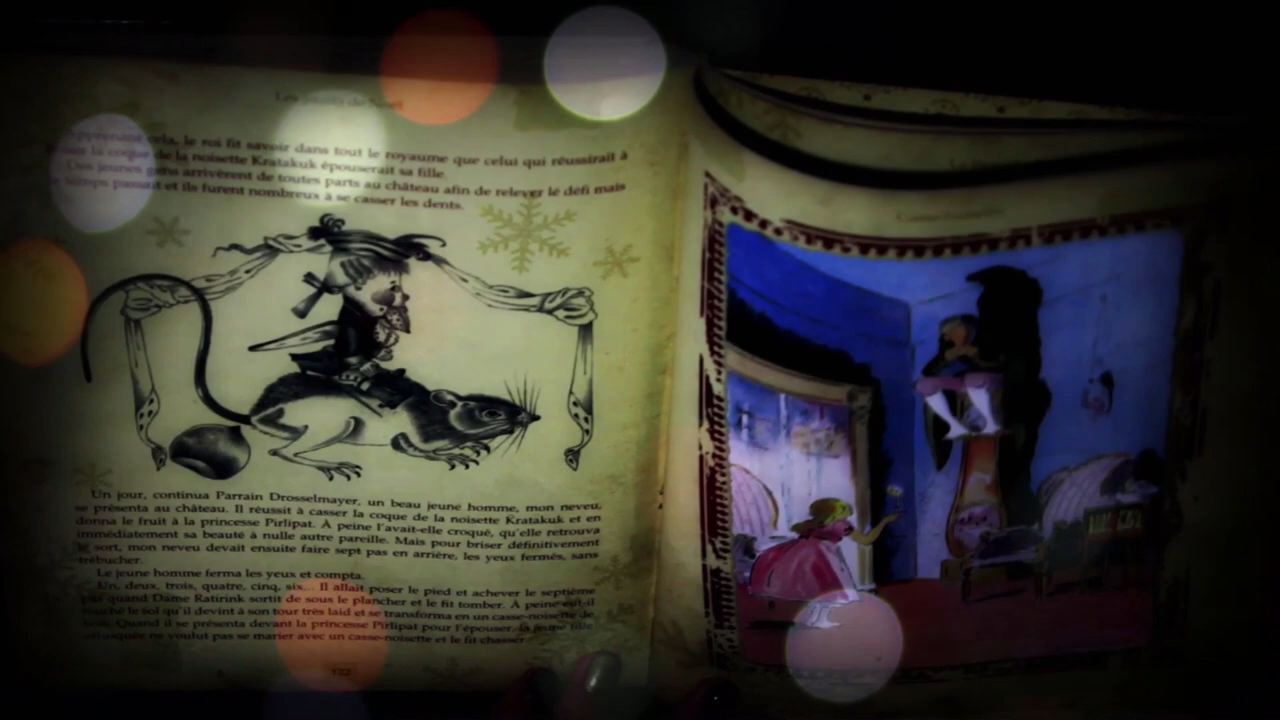 Les jouets de Noël
Apprenant cela, le roi fit savoir dans tout le royaume que celui qui réussirait à
la coque de la noisette Kratakuk épouserait sa fille.
Des jeunes gens arrivèrent de toutes parts au château afin de relever lé défi mais
le temps passait et ils furent nombreux à se casser les dents.
Un jour, continua Parrain Drosselmayer, un beau jeune homme, mon neveu,
se présenta au château. Il réussit à casser la coque de la noisette Kratakuk et en
donna le fruit à la princesse Pirlipat. À peine l'avait-elle croqué, qu'elle retrouva
immédiatement sa beauté à nulle autre pareille. Mais pour briser définitivement
le sort, mon neveu devait ensuite faire sept pas en arrière, les yeux fermés, sans
trébucher.
Le jeune homme ferma les yeux et compta.
Un, deux, trois, quatre, cinq, six... Il allait poser le pied et achever le septième
pas quand Dame Ratirink sortit de sous le plancher et le fit tomber. À peine eut-il
touché le sol qu'il devint à son tour très laid et se transforma en un casse-noisette de
bois. Quand il se présenta devant la princesse Pirlipat pour l'épouser, la jeune fille
offusquée ne voulut pas se marier avec un casse-noisette et le fit chasser.